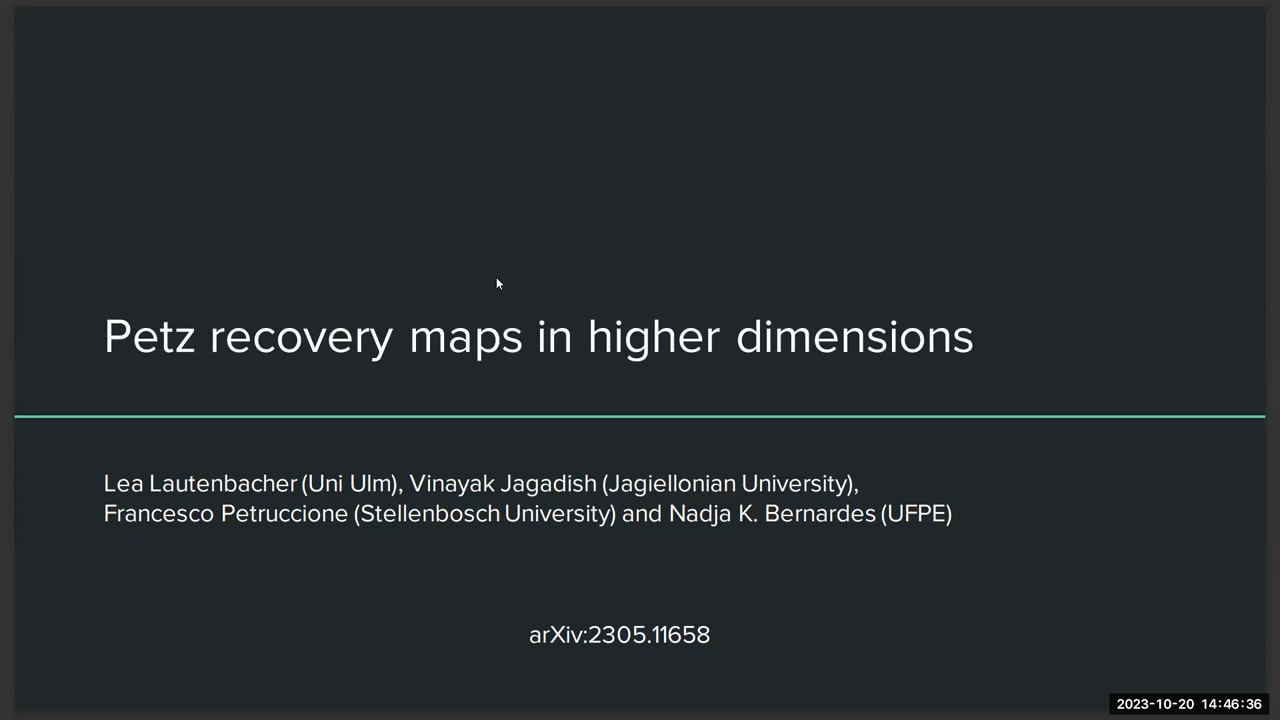 Petz recovery maps in higher dimensions
Lea Lautenbacher (Uni Ulm), Vinayak Jagadish (Jagiellonian University),
Francesco Petruccione (Stellenbosch University) and Nadja K. Bernardes (UFPE)
arXiv:2305.11658
2023-10-20 14:46:36